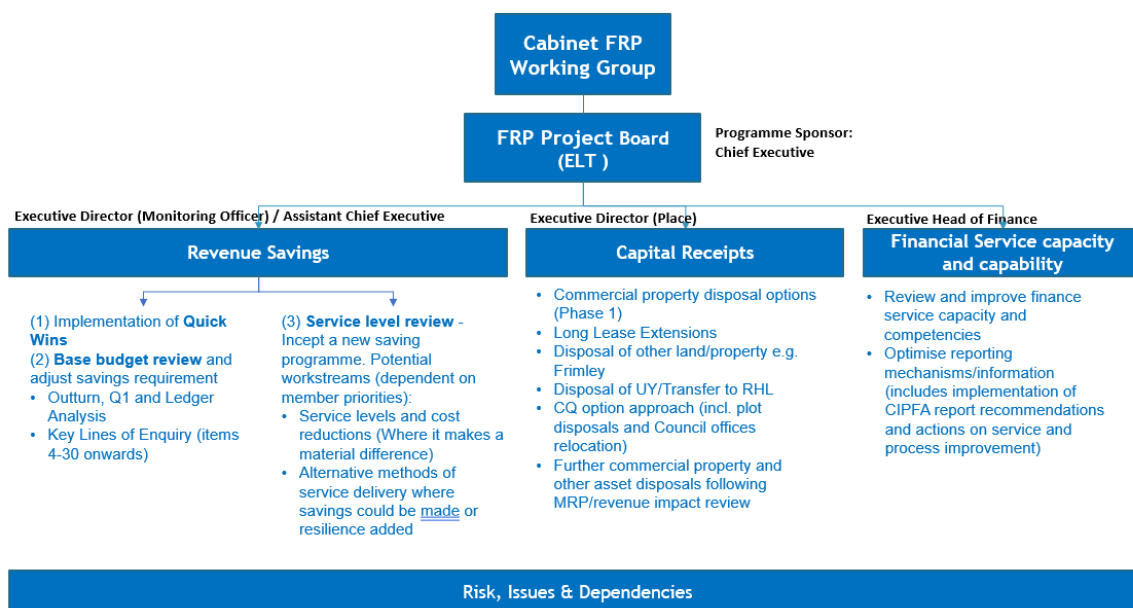 Cabinet FRP
Working Group
FRP Project Board
(ELT )
Programme Sponsor:
Chief Executive
Executive Director (Monitoring Officer) / Assistant Chief Executive
Revenue Savings
(1) Implementation of Quick
Wins
(2) Base budget review and
adjust savings requirement
• Outturn, Q1 and Ledger
Analysis
• Key Lines of Enquiry (items
4-30 onwards)
(3) Service level review -
Incept a new saving
programme. Potential
workstreams (dependent on
member priorities):
• Service levels and cost
reductions (Where it makes a
material difference)
• Alternative methods of
service delivery where
savings could be made or
resilience added
Executive Director (Place)
Capital Receipts
• Commercial property disposal options
(Phase 1)
• Long Lease Extensions
• Disposal of other land/property e.g.
Frimley
• Disposal of UY/Transfer to RHL
• CQ option approach (incl. plot
disposals and Council offices
relocation)
• Further commercial property and
other asset disposals following
MRP/revenue impact review
Executive Head of Finance
Financial Service capacity
and capability
• Review and improve finance
service capacity and
competencies
• Optimise reporting
mechanisms/information
(includes implementation of
CIPFA report recommendations
and actions on service and
process improvement)
Risk, Issues & Dependencies